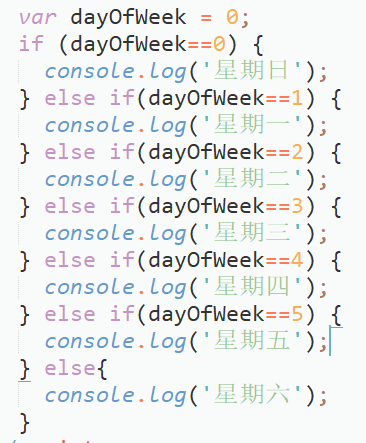 var dayOfWeek = 0;
if (dayOfWeek==0) {
  console.log('星期日');
} else if(dayOfWeek==1) {
  console.log('星期一');
} else if(dayOfWeek==2) {
  console.log('星期二');
} else if(dayOfWeek==3) {
  console.log('星期三');
} else if(dayOfWeek==4) {
  console.log('星期四');
} else if(dayOfWeek==5) {
  console.log('星期五');
} else{
  console.log('星期六');
}